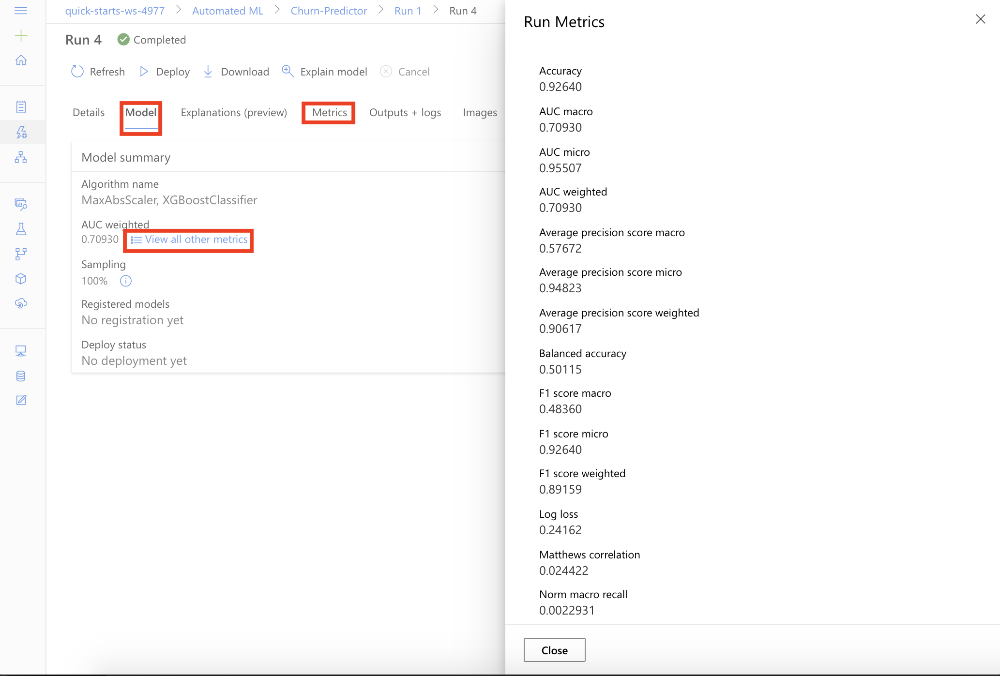 quick-starts-ws-4977 > Automated ML > Churn-Predictor > Run 1 > Run 4
Run 4 Completed
Refresh Deploy Download Explain model Cancel
Details Model Explanations (preview) Metrics Outputs + logs Images
Model summary
Algorithm name
MaxAbsScaler, XGBoostClassifier
AUC weighted
0.70930 View all other metrics
Sampling
100%
Registered models
No registration yet
Deploy status
No deployment yet
Run Metrics
Accuracy
0.92640
AUC macro
0.70930
AUC micro
0.95507
AUC weighted
0.70930
Average precision score macro
0.57672
Average precision score micro
0.94823
Average precision score weighted
0.90617
Balanced accuracy
0.50115
F1 score macro
0.48360
F1 score micro
0.92640
F1 score weighted
0.89159
Log loss
0.24162
Matthews correlation
0.024422
Norm macro recall
0.0022931
Close